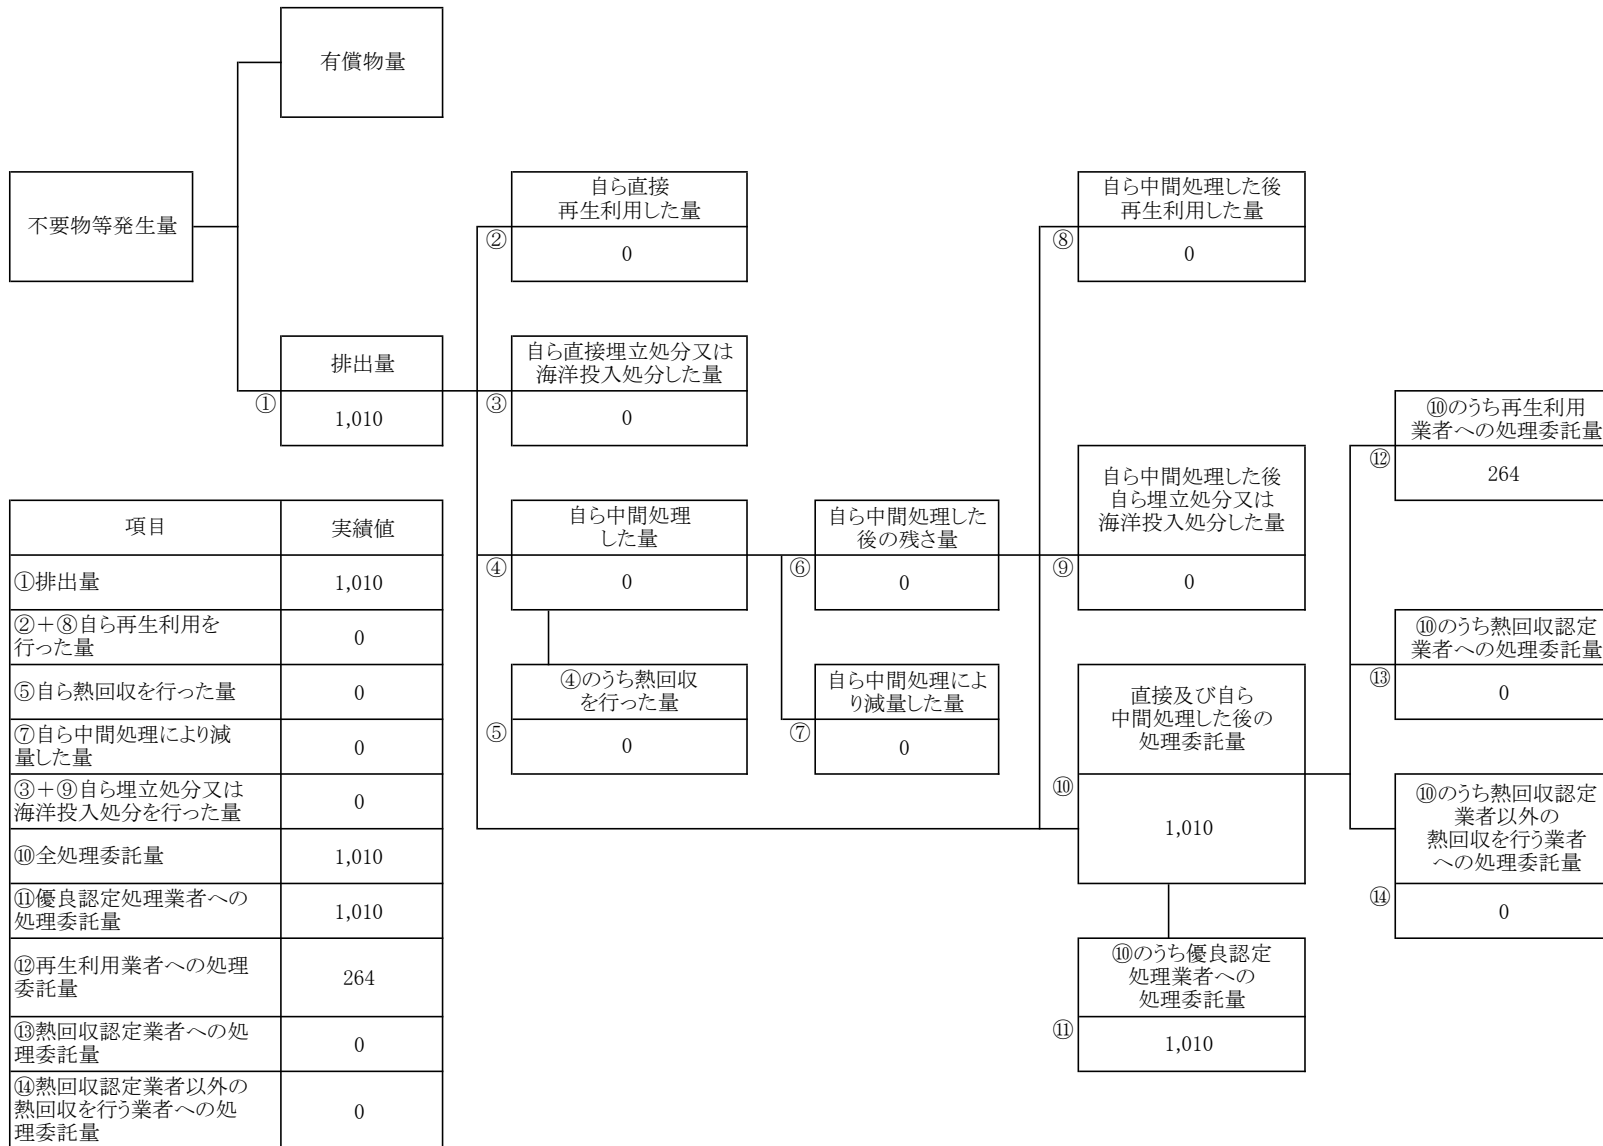 有償物量
不要物等発生量
排出量
①
1,010
自ら直接
再生利用した量
②
0
自ら直接埋立処分又は
海洋投入処分した量
③
0
自ら中間処理
した量
④
0
④のうち熱回収
を行った量
⑤
0
自ら中間処理した
後の残さ量
⑥
0
自ら中間処理によ
り減量した量
⑦
0
自ら中間処理した後
再生利用した量
⑧
0
自ら中間処理した後
自ら埋立処分又は
海洋投入処分した量
⑨
0
直接及び自ら
中間処理した後の
処理委託量
⑩
1,010
⑩のうち優良認定
処理業者への
処理委託量
⑪
1,010
⑩のうち再生利用
業者への処理委託量
⑫
264
⑩のうち熱回収認定
業者への処理委託量
⑬
0
⑩のうち熱回収認定
業者以外の
熱回収を行う業者
への処理委託量
⑭
0
項目 実績値
①排出量 1,010
②＋⑧自ら再生利用を
行った量 0
⑤自ら熱回収を行った量 0
⑦自ら中間処理により減
量した量 0
③＋⑨自ら埋立処分又は
海洋投入処分を行った量 0
⑩全処理委託量 1,010
⑪優良認定処理業者への
処理委託量 1,010
⑫再生利用業者への処理
委託量 264
⑬熱回収認定業者への処
理委託量 0
⑭熱回収認定業者以外の
熱回収を行う業者への処
理委託量 0